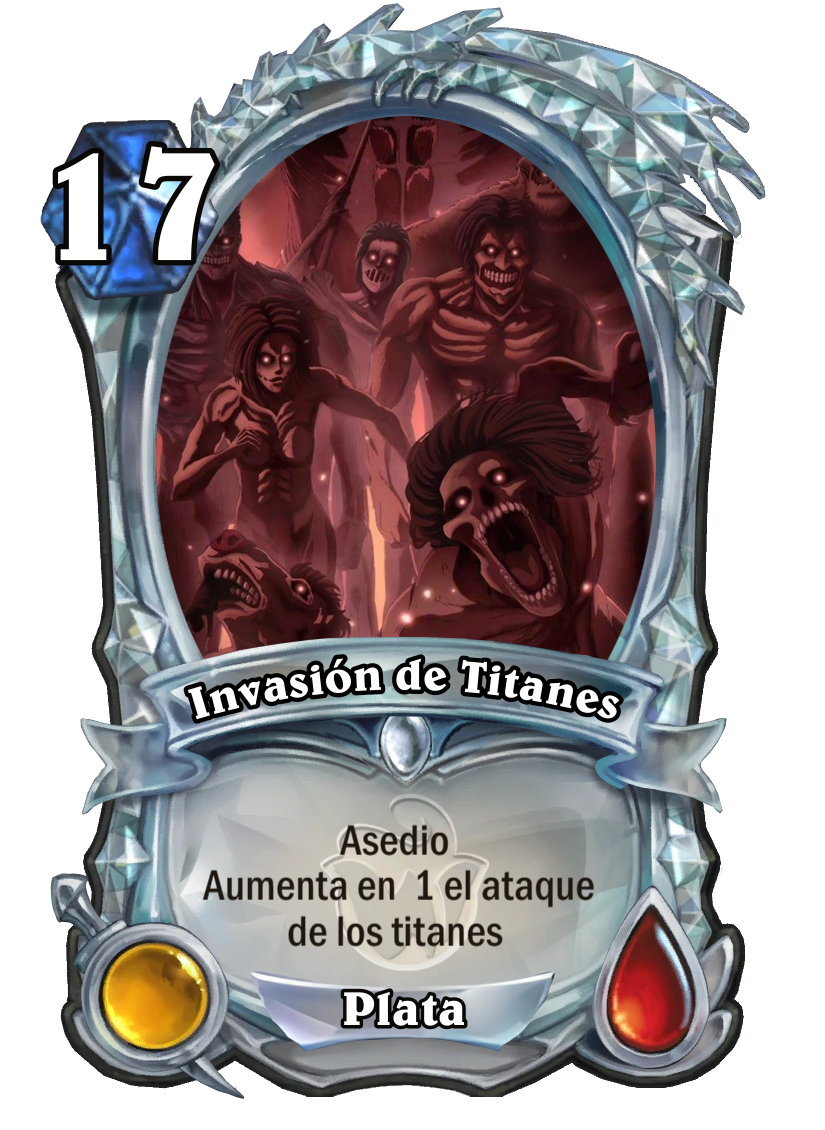 17
Invasión de Titanes
Asedio
Aumenta en 1 el ataque
de los titanes
Plata